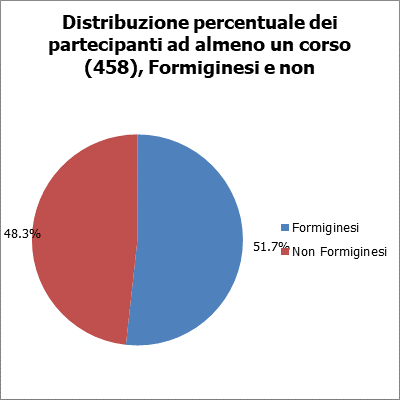 Distribuzione percentuale dei
partecipanti ad almeno un corso
(458), Formiginesi e non
48.3%
51.7%
Formiginesi
Non Formiginesi